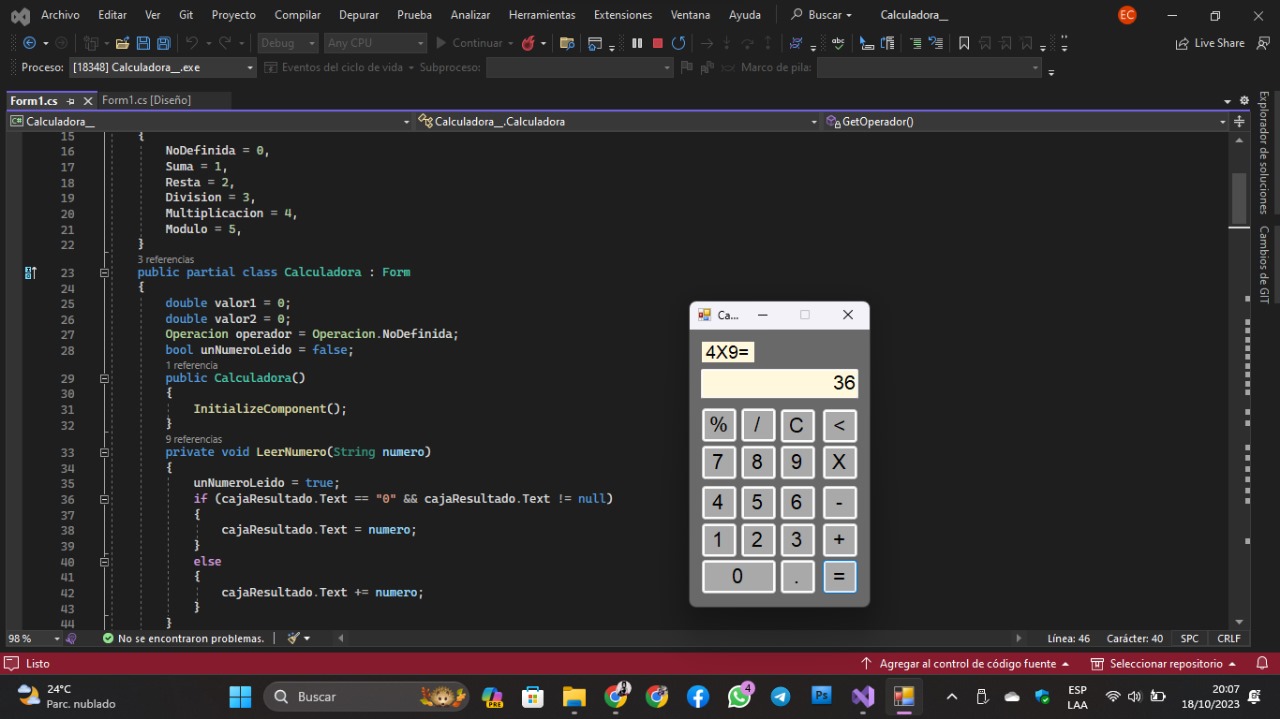 Archivo Editar Ver Git Proyecto Compilar Depurar Prueba Analizar Herramientas Extensiones Ventana Ayuda Buscar Calculadora__ EC
Debug Any CPU Continuar Live Share
Proceso: [18348] Calculadora__.exe Eventos del ciclo de vida Subproceso: Marco de pila:
Form1.cs Form1.cs [Diseño]
Calculadora__ Calculadora__.Calculadora GetOperador()
15 {
16 NoDefinida = 0,
17 Suma = 1,
18 Resta = 2,
19 Division = 3,
20 Multiplicacion = 4,
21 Modulo = 5,
22 }
3 referencias
23 public partial class Calculadora : Form
24 {
25 double valor1 = 0;
26 double valor2 = 0;
27 Operacion operador = Operacion.NoDefinida;
28 bool unNumeroLeido = false;
1 referencia
29 public Calculadora()
30 {
31 InitializeComponent();
32 }
9 referencias
33 private void LeerNumero(String numero)
34 {
35 unNumeroLeido = true;
36 if (cajaResultado.Text == "0" && cajaResultado.Text != null)
37 {
38 cajaResultado.Text = numero;
39 }
40 else
41 {
42 cajaResultado.Text += numero;
43 }
44 }
Ca...
4X9=
36
% / C <
7 8 9 X
4 5 6 -
1 2 3 +
0 . =
Explorador de soluciones
Cambios de GIT
98 % No se encontraron problemas. Línea: 46 Carácter: 40 SPC CRLF
Listo Agregar al control de código fuente Seleccionar repositorio
24°C
Parc. nublado
Buscar
PRE
4
Ps
ESP
LAA
20:07
18/10/2023